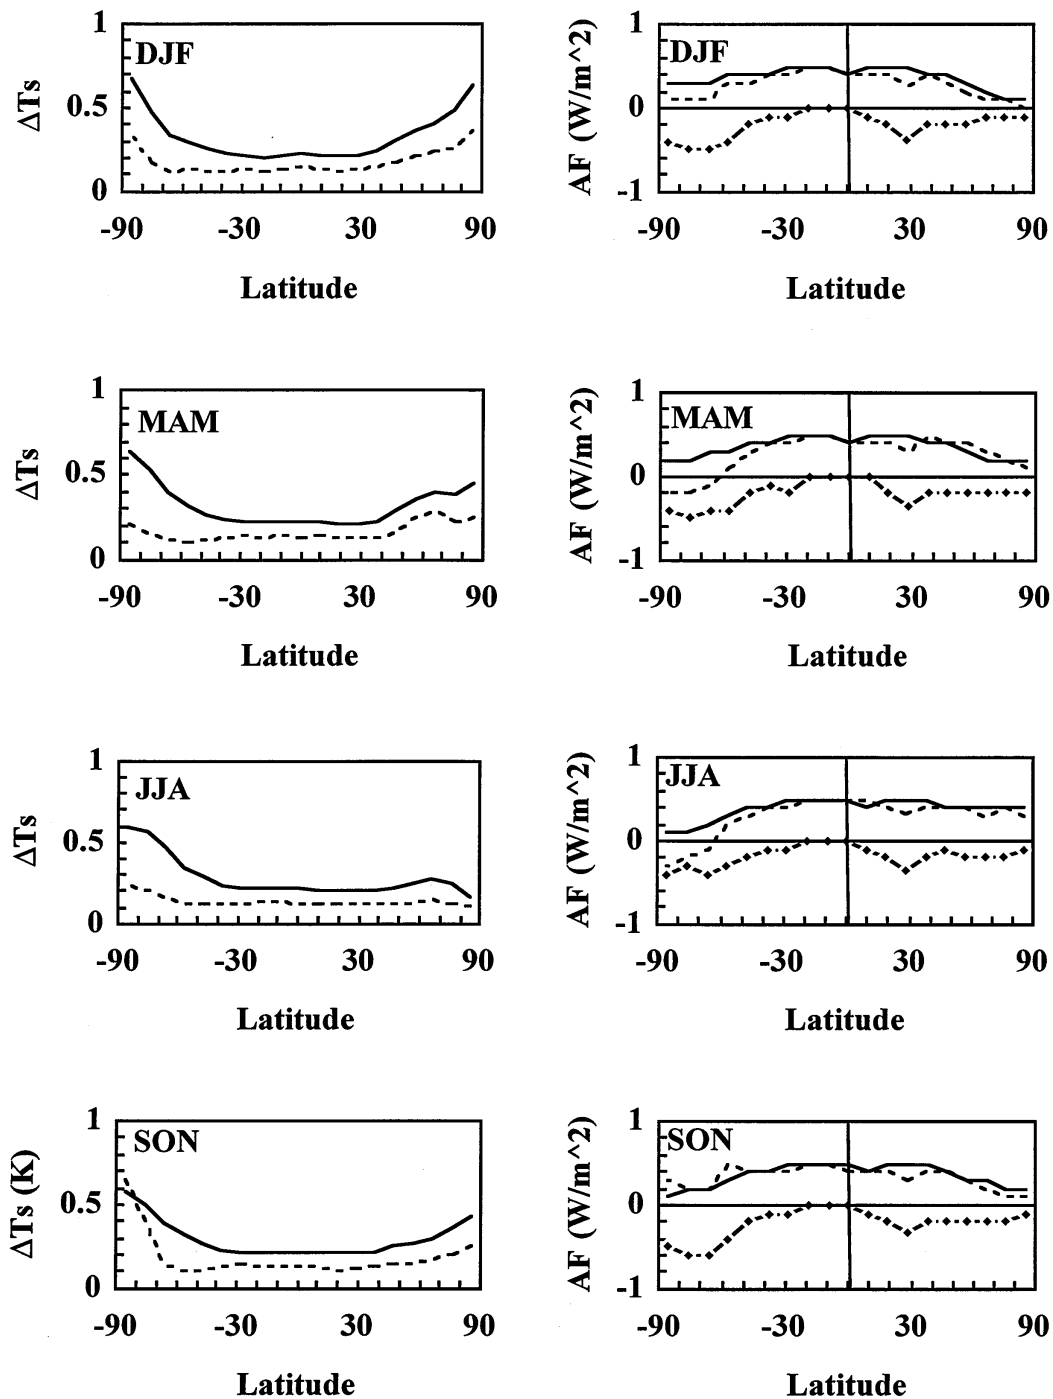 1
DJF
ΔTs
0.5
0
-90 -30 30 90
Latitude
1
DJF
AF (W/m^2)
0
-1
-90 -30 30 90
Latitude
1
MAM
ΔTs
0.5
0
-90 -30 30 90
Latitude
1
MAM
AF (W/m^2)
0
-1
-90 -30 30 90
Latitude
1
JJA
ΔTs
0.5
0
-90 -30 30 90
Latitude
1
JJA
AF (W/m^2)
0
-1
-90 -30 30 90
Latitude
1
SON
ΔTs (K)
0.5
0
-90 -30 30 90
Latitude
1
SON
AF (W/m^2)
0
-1
-90 -30 30 90
Latitude